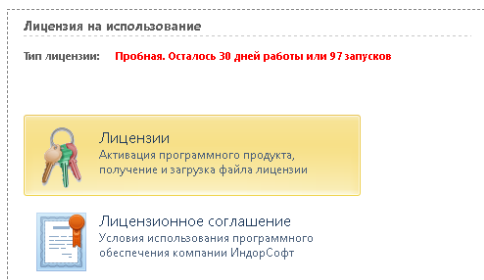 Лицензия на использование
Тип лицензии: Пробная. Осталось 30 дней работы или 97 запусков
Лицензии
Активация программного продукта,
получение и загрузка файла лицензии
Лицензионное соглашение
Условия использования программного
обеспечения компании ИндорСофт